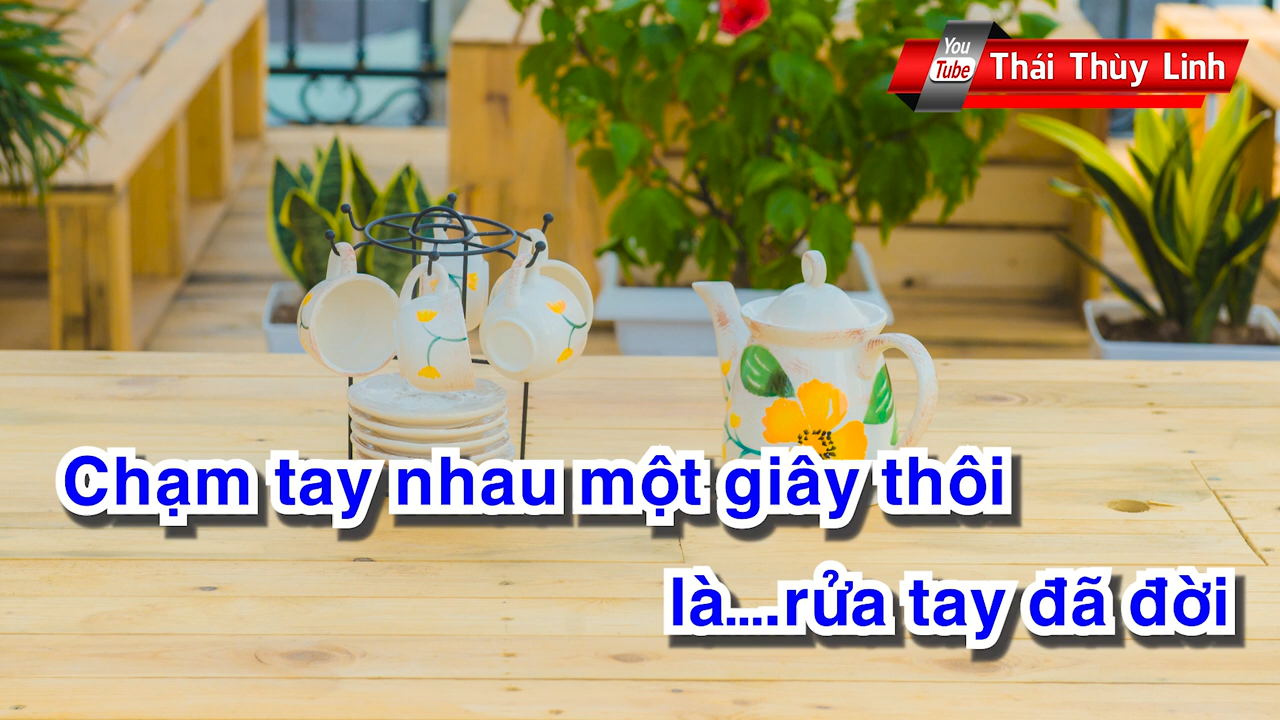 You
Tube
Thái Thùy Linh
Chạm tay nhau một giây thôi
là....rửa tay đã đời